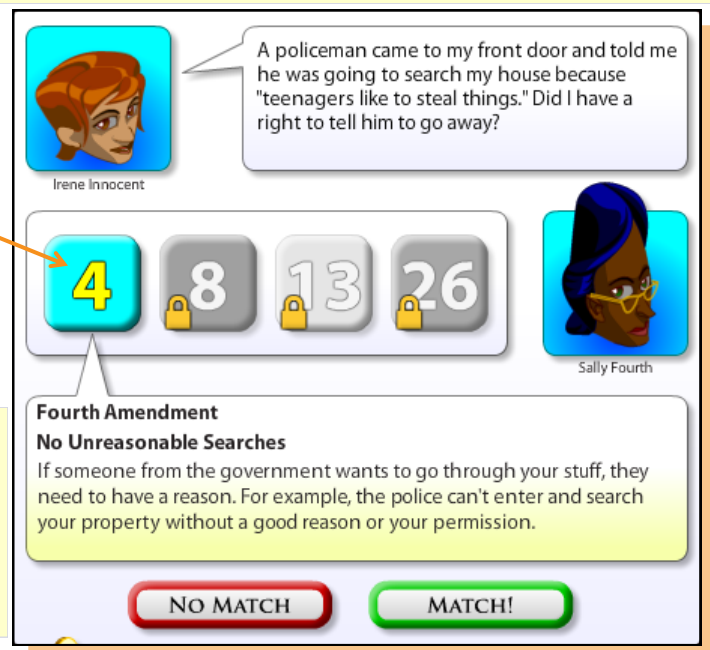 A policeman came to my front door and told me
he was going to search my house because
"teenagers like to steal things." Did I have a
right to tell him to go away?
Irene Innocent
4 8 13 26
Sally Fourth
Fourth Amendment
No Unreasonable Searches
If someone from the government wants to go through your stuff, they
need to have a reason. For example, the police can't enter and search
your property without a good reason or your permission.
NO MATCH MATCH!